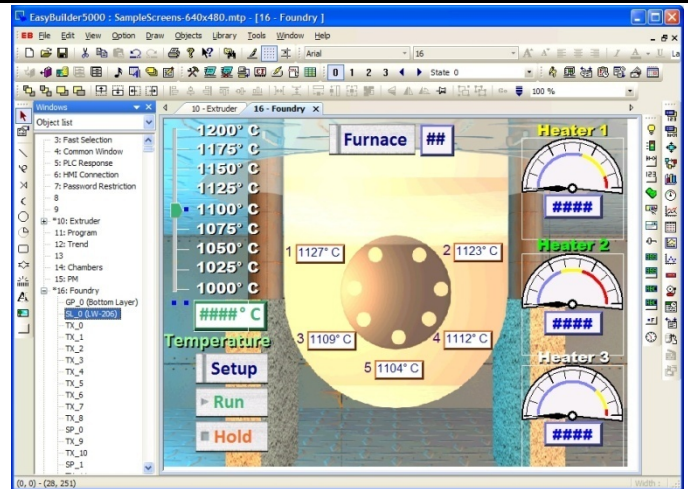 EasyBuilder5000 : SampleScreens-640x480.mtp - [16 - Foundry ]
EB File Edit View Option Draw Objects Library Tools Window Help
Arial 16
0 1 2 3 State 0
100 %
Windows
10 - Extruder 16 - Foundry
Object list
3: Fast Selection
4: Common Window
5: PLC Response
6: HMI Connection
7: Password Restriction
8
9
*10: Extruder
11: Program
12: Trend
13
14: Chambers
15: PM
*16: Foundry
GP_0 (Bottom Layer)
SL_0 (LW-206)
TX_0
TX_1
TX_2
TX_3
TX_4
TX_5
TX_6
TX_7
TX_8
SP_0
TX_9
TX_10
SP_1
1200° C
1175° C
1150° C
1125° C
1100° C
1075° C
1050° C
1025° C
1000° C
####° C
Temperature
Setup
Run
Hold
Furnace ##
1 1127° C
2 1123° C
3 1109° C
4 1112° C
5 1104° C
Heater 1
####
Heater 2
####
Heater 3
####
(0, 0) - (28, 251)
Width :